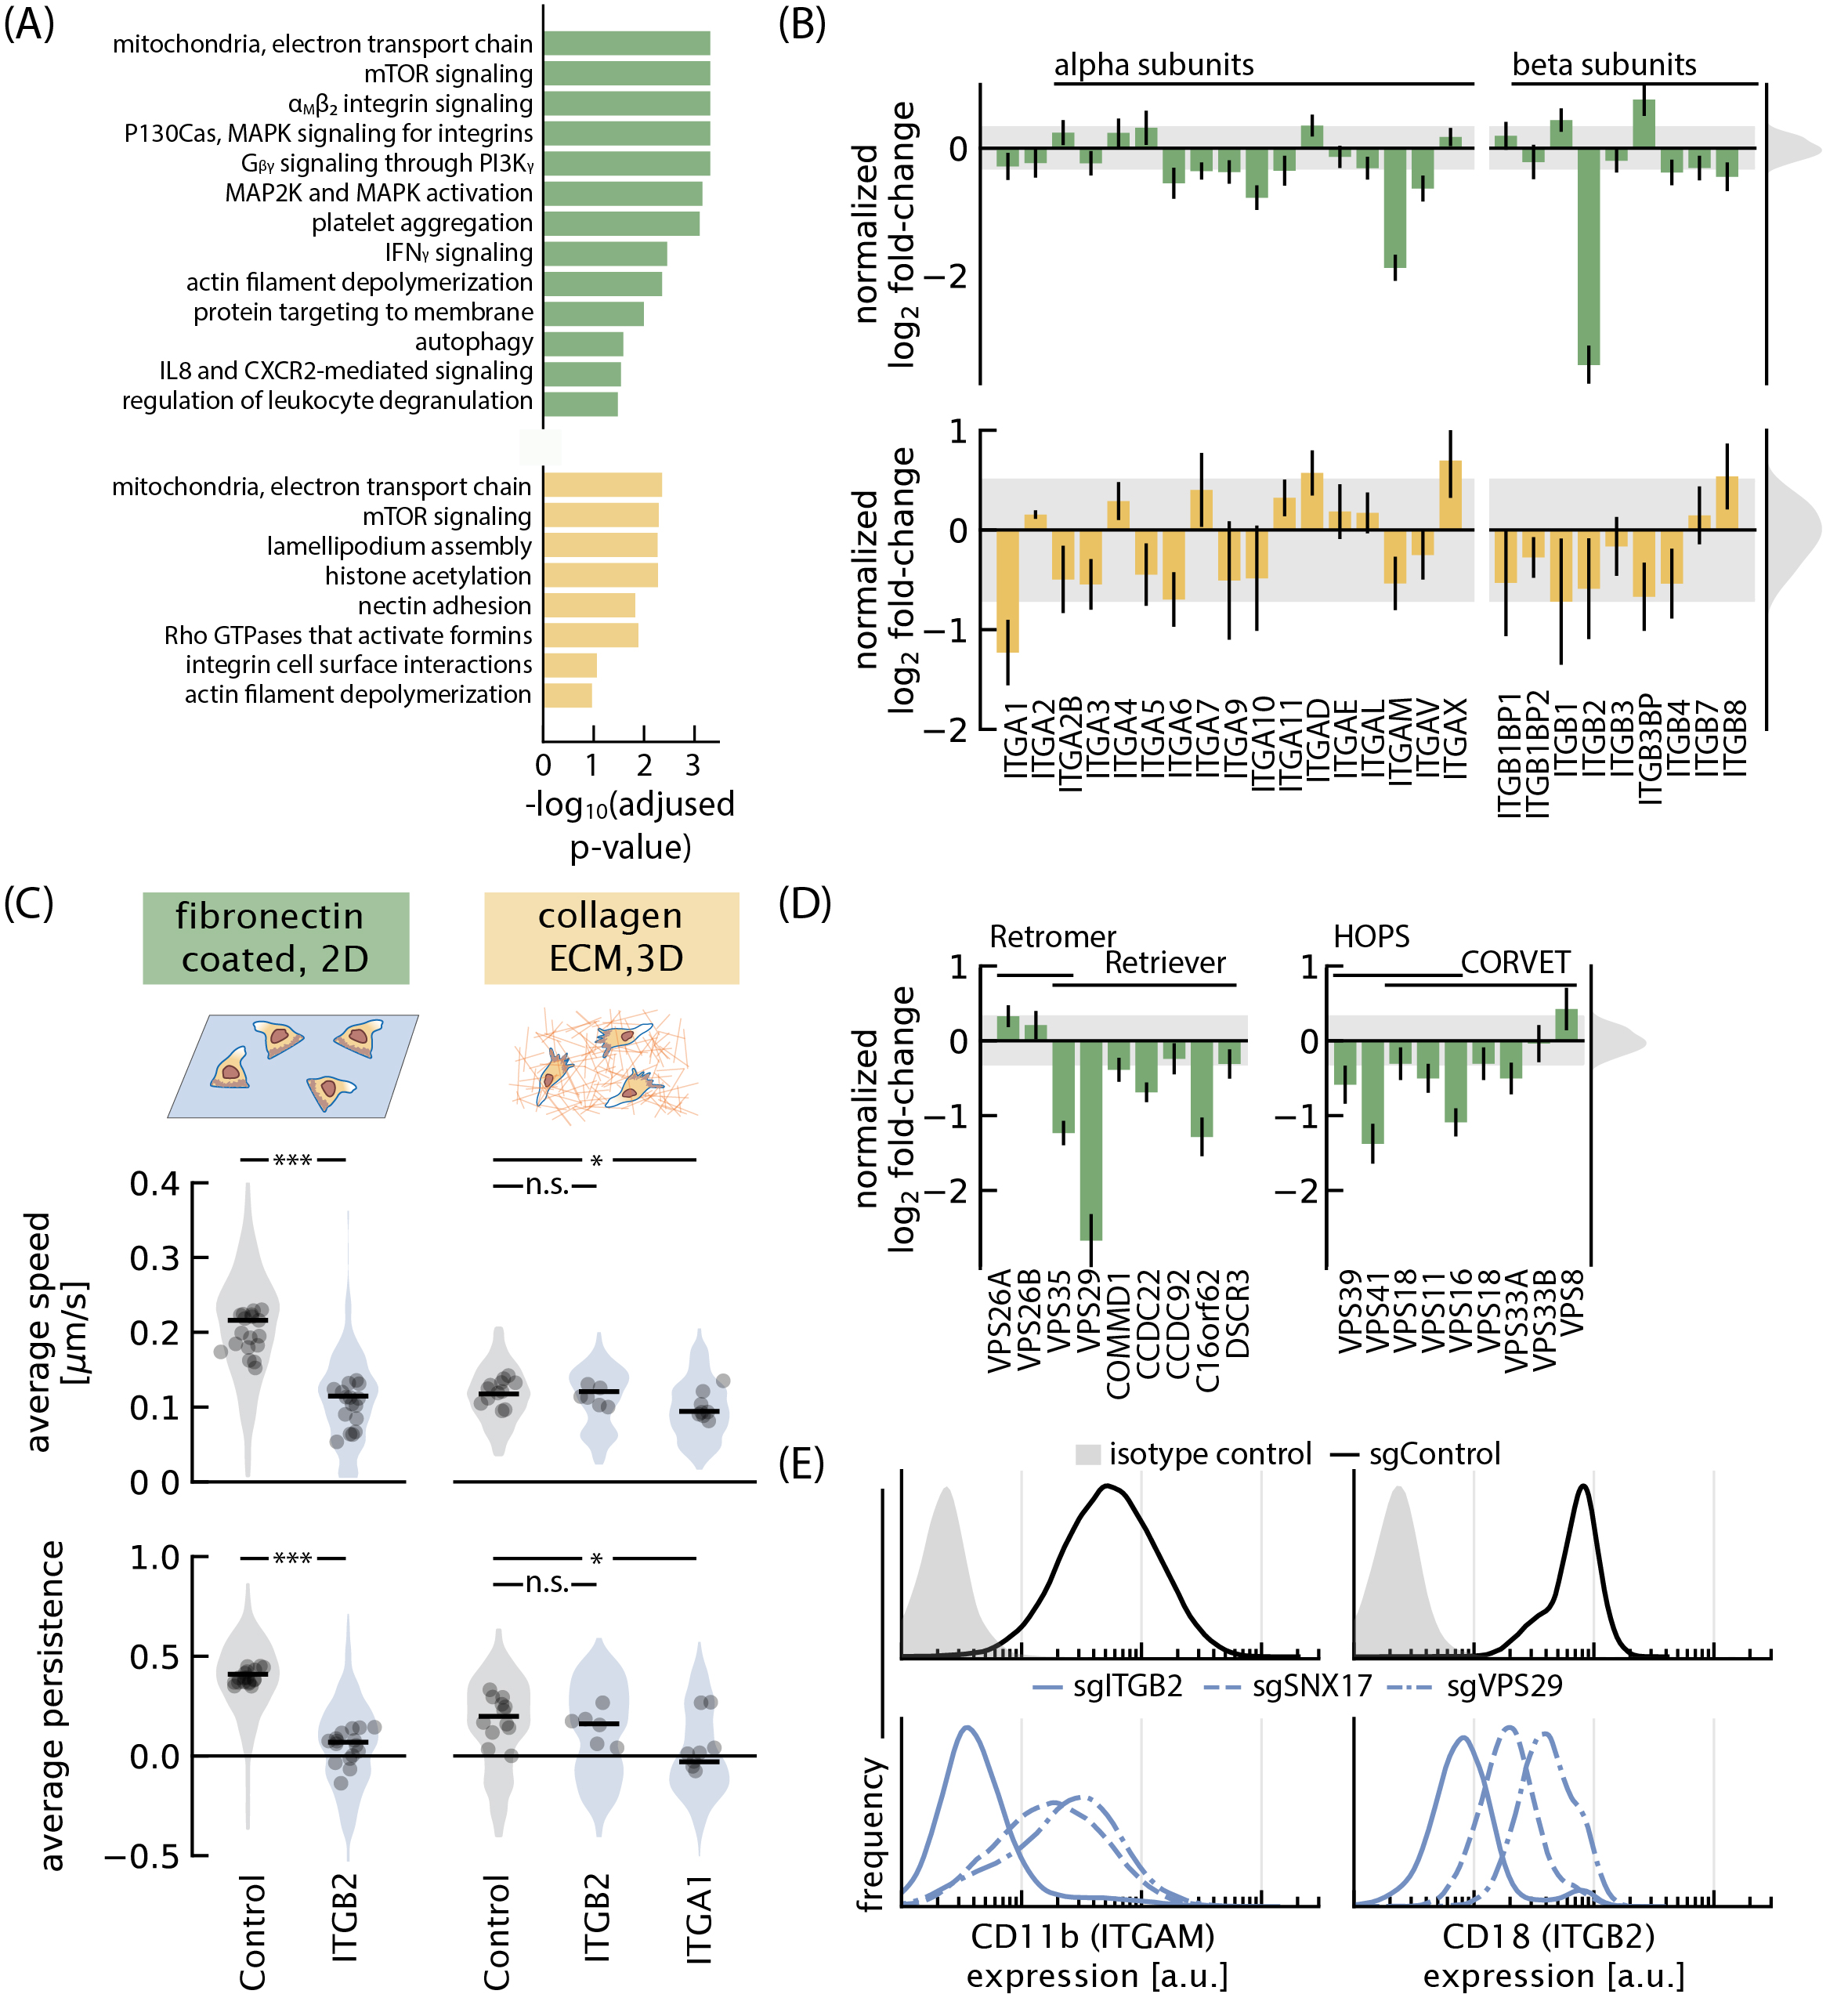 (A)
mitochondria, electron transport chain
mTOR signaling
αMβ2 integrin signaling
P130Cas, MAPK signaling for integrins
Gβγ signaling through PI3Kγ
MAP2K and MAPK activation
platelet aggregation
IFNγ signaling
actin filament depolymerization
protein targeting to membrane
autophagy
IL8 and CXCR2-mediated signaling
regulation of leukocyte degranulation
mitochondria, electron transport chain
mTOR signaling
lamellipodium assembly
histone acetylation
nectin adhesion
Rho GTPases that activate formins
integrin cell surface interactions
actin filament depolymerization
0 1 2 3
-log10(adjused
p-value)
(B)
alpha subunits
beta subunits
normalized
log2 fold-change
0
−2
normalized
log2 fold-change
1
0
−1
−2
ITGA1
ITGA2
ITGA2B
ITGA3
ITGA4
ITGA5
ITGA6
ITGA7
ITGA9
ITGA10
ITGA11
ITGAD
ITGAE
ITGAL
ITGAM
ITGAV
ITGAX
ITGB1BP1
ITGB1BP2
ITGB1
ITGB2
ITGB3
ITGB3BP
ITGB4
ITGB7
ITGB8
(C)
fibronectin
coated, 2D
collagen
ECM,3D
*** 
*
n.s.
average speed
[μm/s]
0.4
0.3
0.2
0.1
0 0
***
*
n.s.
average persistence
1.0
0.5
0.0
−0.5
Control
ITGB2
Control
ITGB2
ITGA1
(D)
Retromer
Retriever
HOPS
CORVET
normalized
log2 fold-change
1
0
−1
−2
1
0
−1
−2
VPS26A
VPS26B
VPS35
VPS29
COMMD1
CCDC22
CCDC92
C16orf62
DSCR3
VPS39
VPS41
VPS18
VPS11
VPS16
VPS18
VPS33A
VPS33B
VPS8
(E)
isotype control
sgControl
sgITGB2
sgSNX17
sgVPS29
frequency
CD11b (ITGAM)
expression [a.u.]
CD18 (ITGB2)
expression [a.u.]